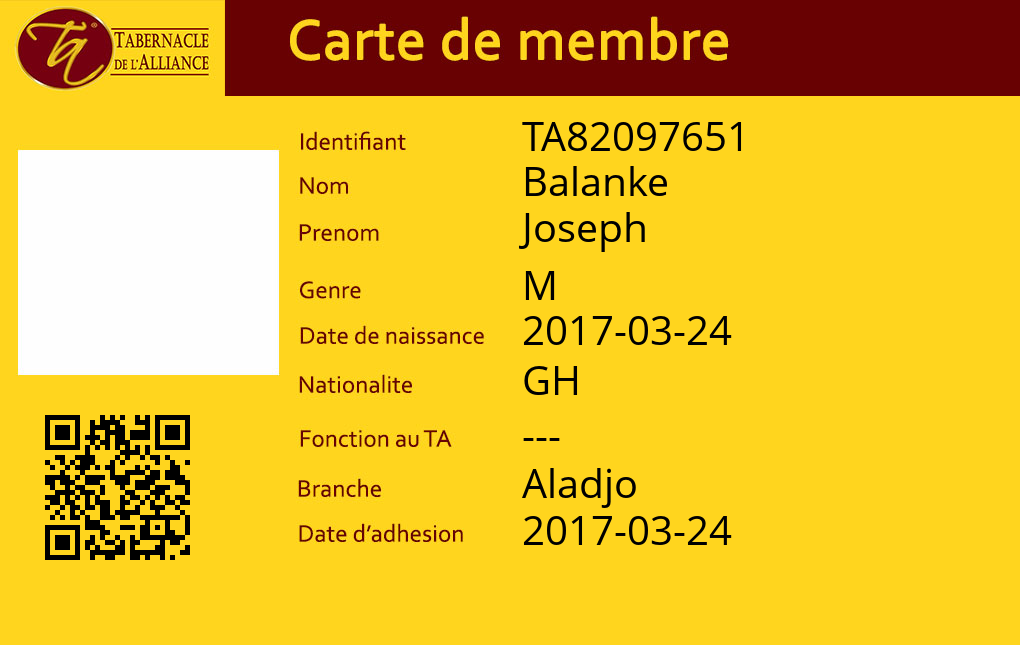 Ta®
TABERNACLE
DE L'ALLIANCE
Carte de membre
Identifiant TA82097651
Nom Balanke
Prenom Joseph
Genre M
Date de naissance 2017-03-24
Nationalite GH
Fonction au TA ---
Branche Aladjo
Date d’adhesion 2017-03-24